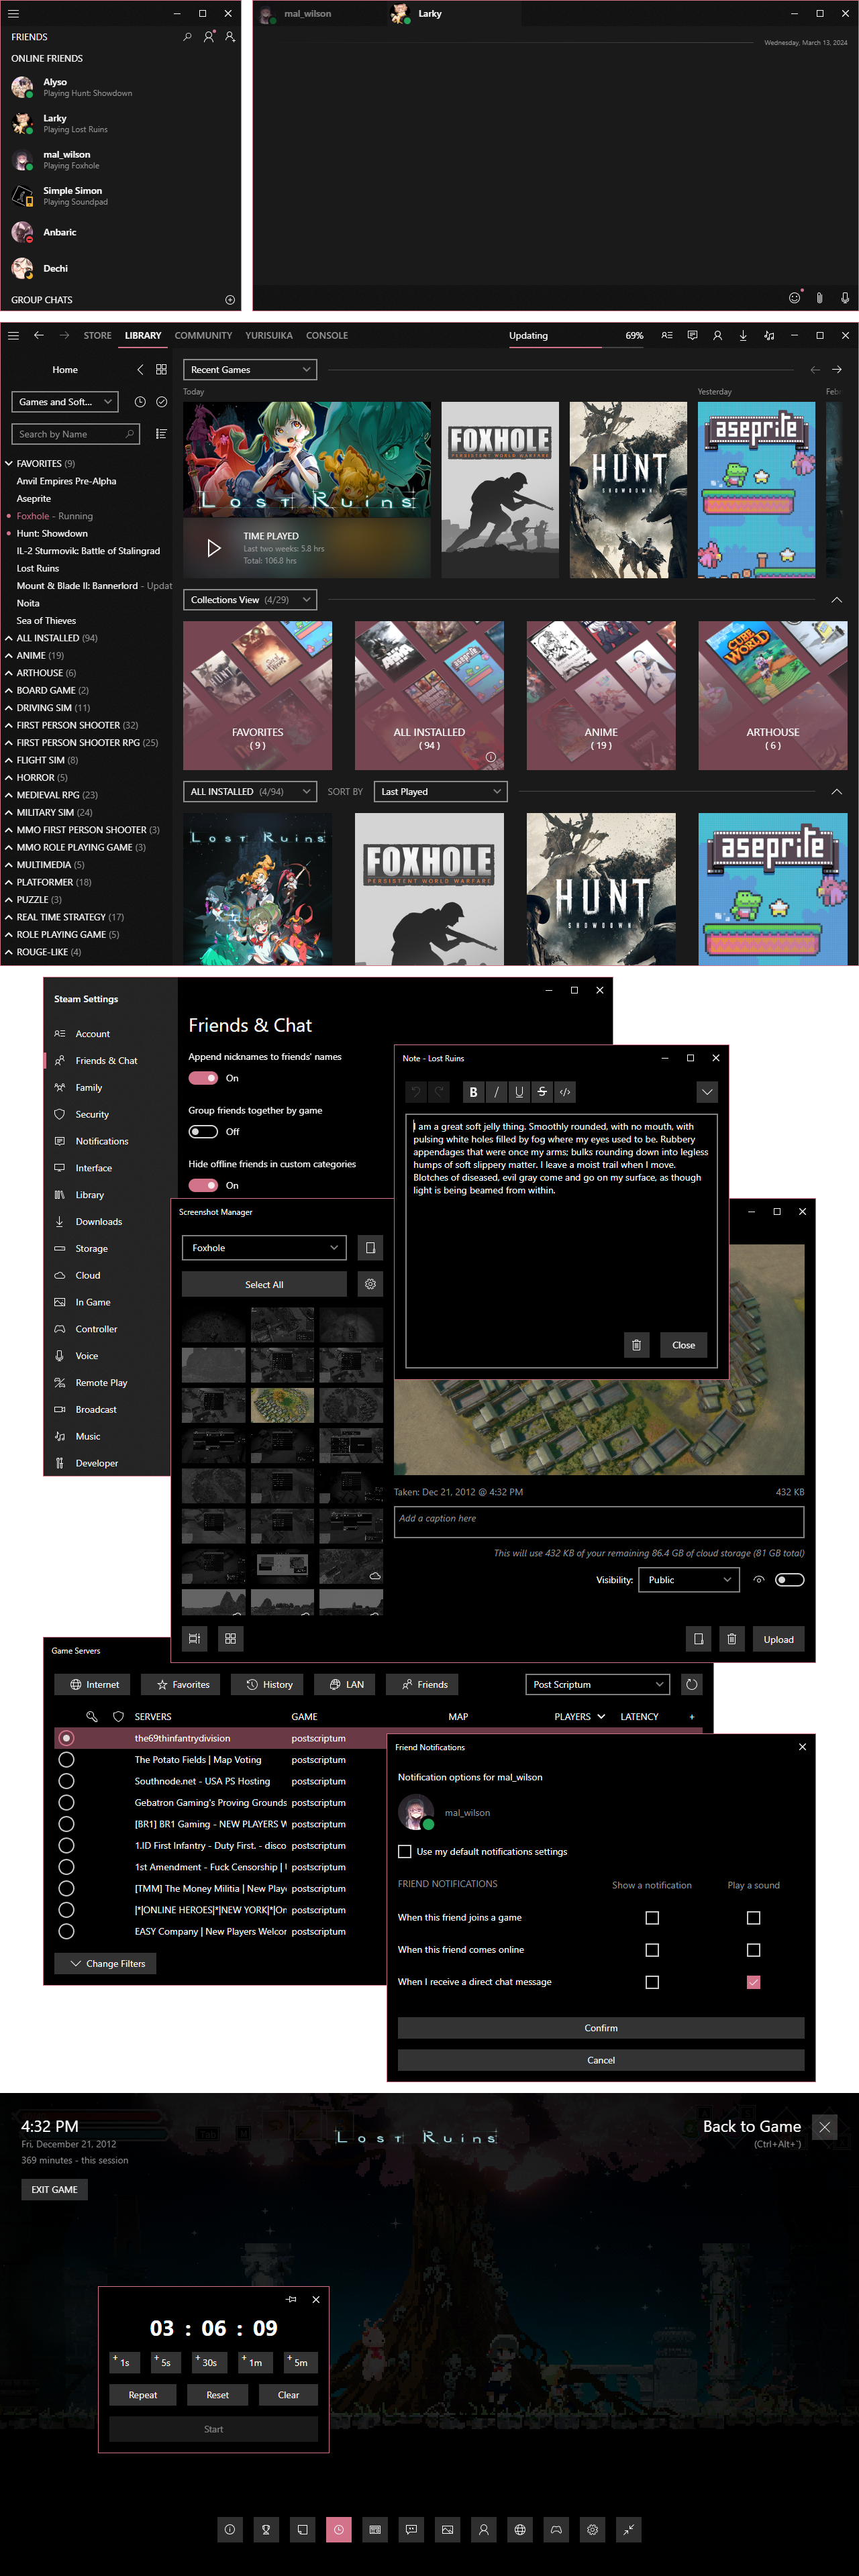 FRIENDS
ONLINE FRIENDS
Alyso
Playing Hunt: Showdown
Larky
Playing Lost Ruins
mal_wilson
Playing Foxhole
Simple Simon
Playing Soundpad
Anbaric
Dechi
GROUP CHATS
mal_wilson
Larky
Wednesday, March 13, 2024
STORE LIBRARY COMMUNITY YURISUIKA CONSOLE
Updating 69%
Home
Games and Soft...
Search by Name
FAVORITES (9)
Anvil Empires Pre-Alpha
Aseprite
Foxhole - Running
Hunt: Showdown
IL-2 Sturmovik: Battle of Stalingrad
Lost Ruins
Mount & Blade II: Bannerlord - Updat
Noita
Sea of Thieves
ALL INSTALLED (94)
ANIME (19)
ARTHOUSE (6)
BOARD GAME (2)
DRIVING SIM (11)
FIRST PERSON SHOOTER (32)
FIRST PERSON SHOOTER RPG (25)
FLIGHT SIM (8)
HORROR (5)
MEDIEVAL RPG (23)
MILITARY SIM (24)
MMO FIRST PERSON SHOOTER (3)
MMO ROLE PLAYING GAME (3)
MULTIMEDIA (5)
PLATFORMER (18)
PUZZLE (3)
REAL TIME STRATEGY (17)
ROLE PLAYING GAME (5)
ROUGE-LIKE (4)
Recent Games
Today
Yesterday
Febr
LOST RUINS
TIME PLAYED
Last two weeks: 5.8 hrs
Total: 106.8 hrs
FOXHOLE
PERSISTENT WORLD WARFARE
HUNT
SHOWDOWN
aseprite
Collections View (4/29)
FAVORITES
( 9 )
ALL INSTALLED
( 94 )
ANIME
( 19 )
CUBE WORLD
ARTHOUSE
( 6 )
ALL INSTALLED (4/94)
SORT BY
Last Played
LOST RUINS
FOXHOLE
PERSISTENT WORLD WARFARE
HUNT
SHOWDOWN
aseprite
Steam Settings
Account
Friends & Chat
Family
Security
Notifications
Interface
Library
Downloads
Storage
Cloud
In Game
Controller
Voice
Remote Play
Broadcast
Music
Developer
Friends & Chat
Append nicknames to friends' names
On
Group friends together by game
Off
Hide offline friends in custom categories
On
Note - Lost Ruins
B I U S </>
I am a great soft jelly thing. Smoothly rounded, with no mouth, with
pulsing white holes filled by fog where my eyes used to be. Rubbery
appendages that were once my arms; bulks rounding down into legless
humps of soft slippery matter. I leave a moist trail when I move.
Blotches of diseased, evil gray come and go on my surface, as though
light is being beamed from within.
Close
Screenshot Manager
Foxhole
Select All
Taken: Dec 21, 2012 @ 4:32 PM
432 KB
Add a caption here
This will use 432 KB of your remaining 86.4 GB of cloud storage (81 GB total)
Visibility:
Public
Upload
Game Servers
Internet
Favorites
History
LAN
Friends
Post Scriptum
SERVERS GAME MAP PLAYERS LATENCY +
the69thinfantrydivision postscriptum
The Potato Fields | Map Voting postscriptum
Southnode.net - USA PS Hosting postscriptum
Gebatron Gaming's Proving Grounds postscriptum
[BR1] BR1 Gaming - NEW PLAYERS W postscriptum
1.ID First Infantry - Duty First. - disco postscriptum
1st Amendment - Fuck Censorship | postscriptum
[TMM] The Money Militia | New Play postscriptum
|*|ONLINE HEROES|*|NEW YORK|*|On postscriptum
EASY Company | New Players Welcor postscriptum
Change Filters
Friend Notifications
Notification options for mal_wilson
mal_wilson
Use my default notifications settings
FRIEND NOTIFICATIONS
Show a notification
Play a sound
When this friend joins a game
When this friend comes online
When I receive a direct chat message
Confirm
Cancel
4:32 PM
Fri, December 21, 2012
369 minutes - this session
EXIT GAME
LOST RUINS
Back to Game
(Ctrl+Alt+`)
03 : 06 : 09
+ 1s
+ 5s
+ 30s
+ 1m
+ 5m
Repeat
Reset
Clear
Start